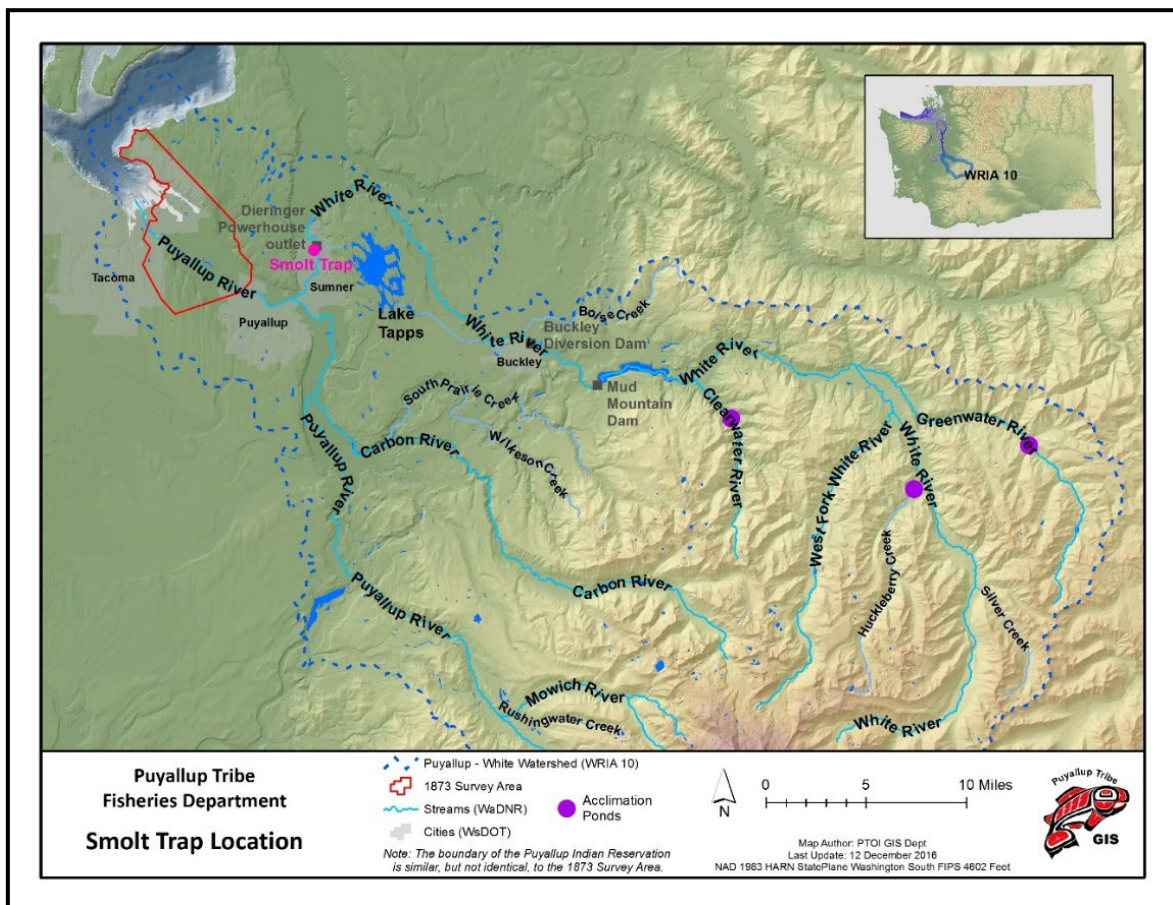 WRIA 10
White River
Dieringer
Powerhouse
outlet
Smolt Trap
Puyallup River
Tacoma
Sumner
Puyallup
Lake
Tapps
White River
Boise Creek
Buckley
Diversion Dam
Buckley
Mud
Mountain
Dam
White River
Clearwater River
Greenwater River
White River
West Fork White River
South Prairie Creek
Wilkeson Creek
Carbon River
Puyallup River
Carbon River
Huckleberry Creek
Silver Creek
Puyallup River
Mowich River
Rushingwater Creek
White River
Puyallup Tribe
Fisheries Department
Smolt Trap Location
Puyallup - White Watershed (WRIA 10)
1873 Survey Area
Streams (WaDNR)
Cities (WsDOT)
Acclimation
Ponds
Note: The boundary of the Puyallup Indian Reservation
is similar, but not identical, to the 1873 Survey Area.
N
0 5 10 Miles
Map Author: PTOI GIS Dept
Last Update: 12 December 2016
NAD 1983 HARN StatePlane Washington South FIPS 4602 Feet
Puyallup Tribe
GIS